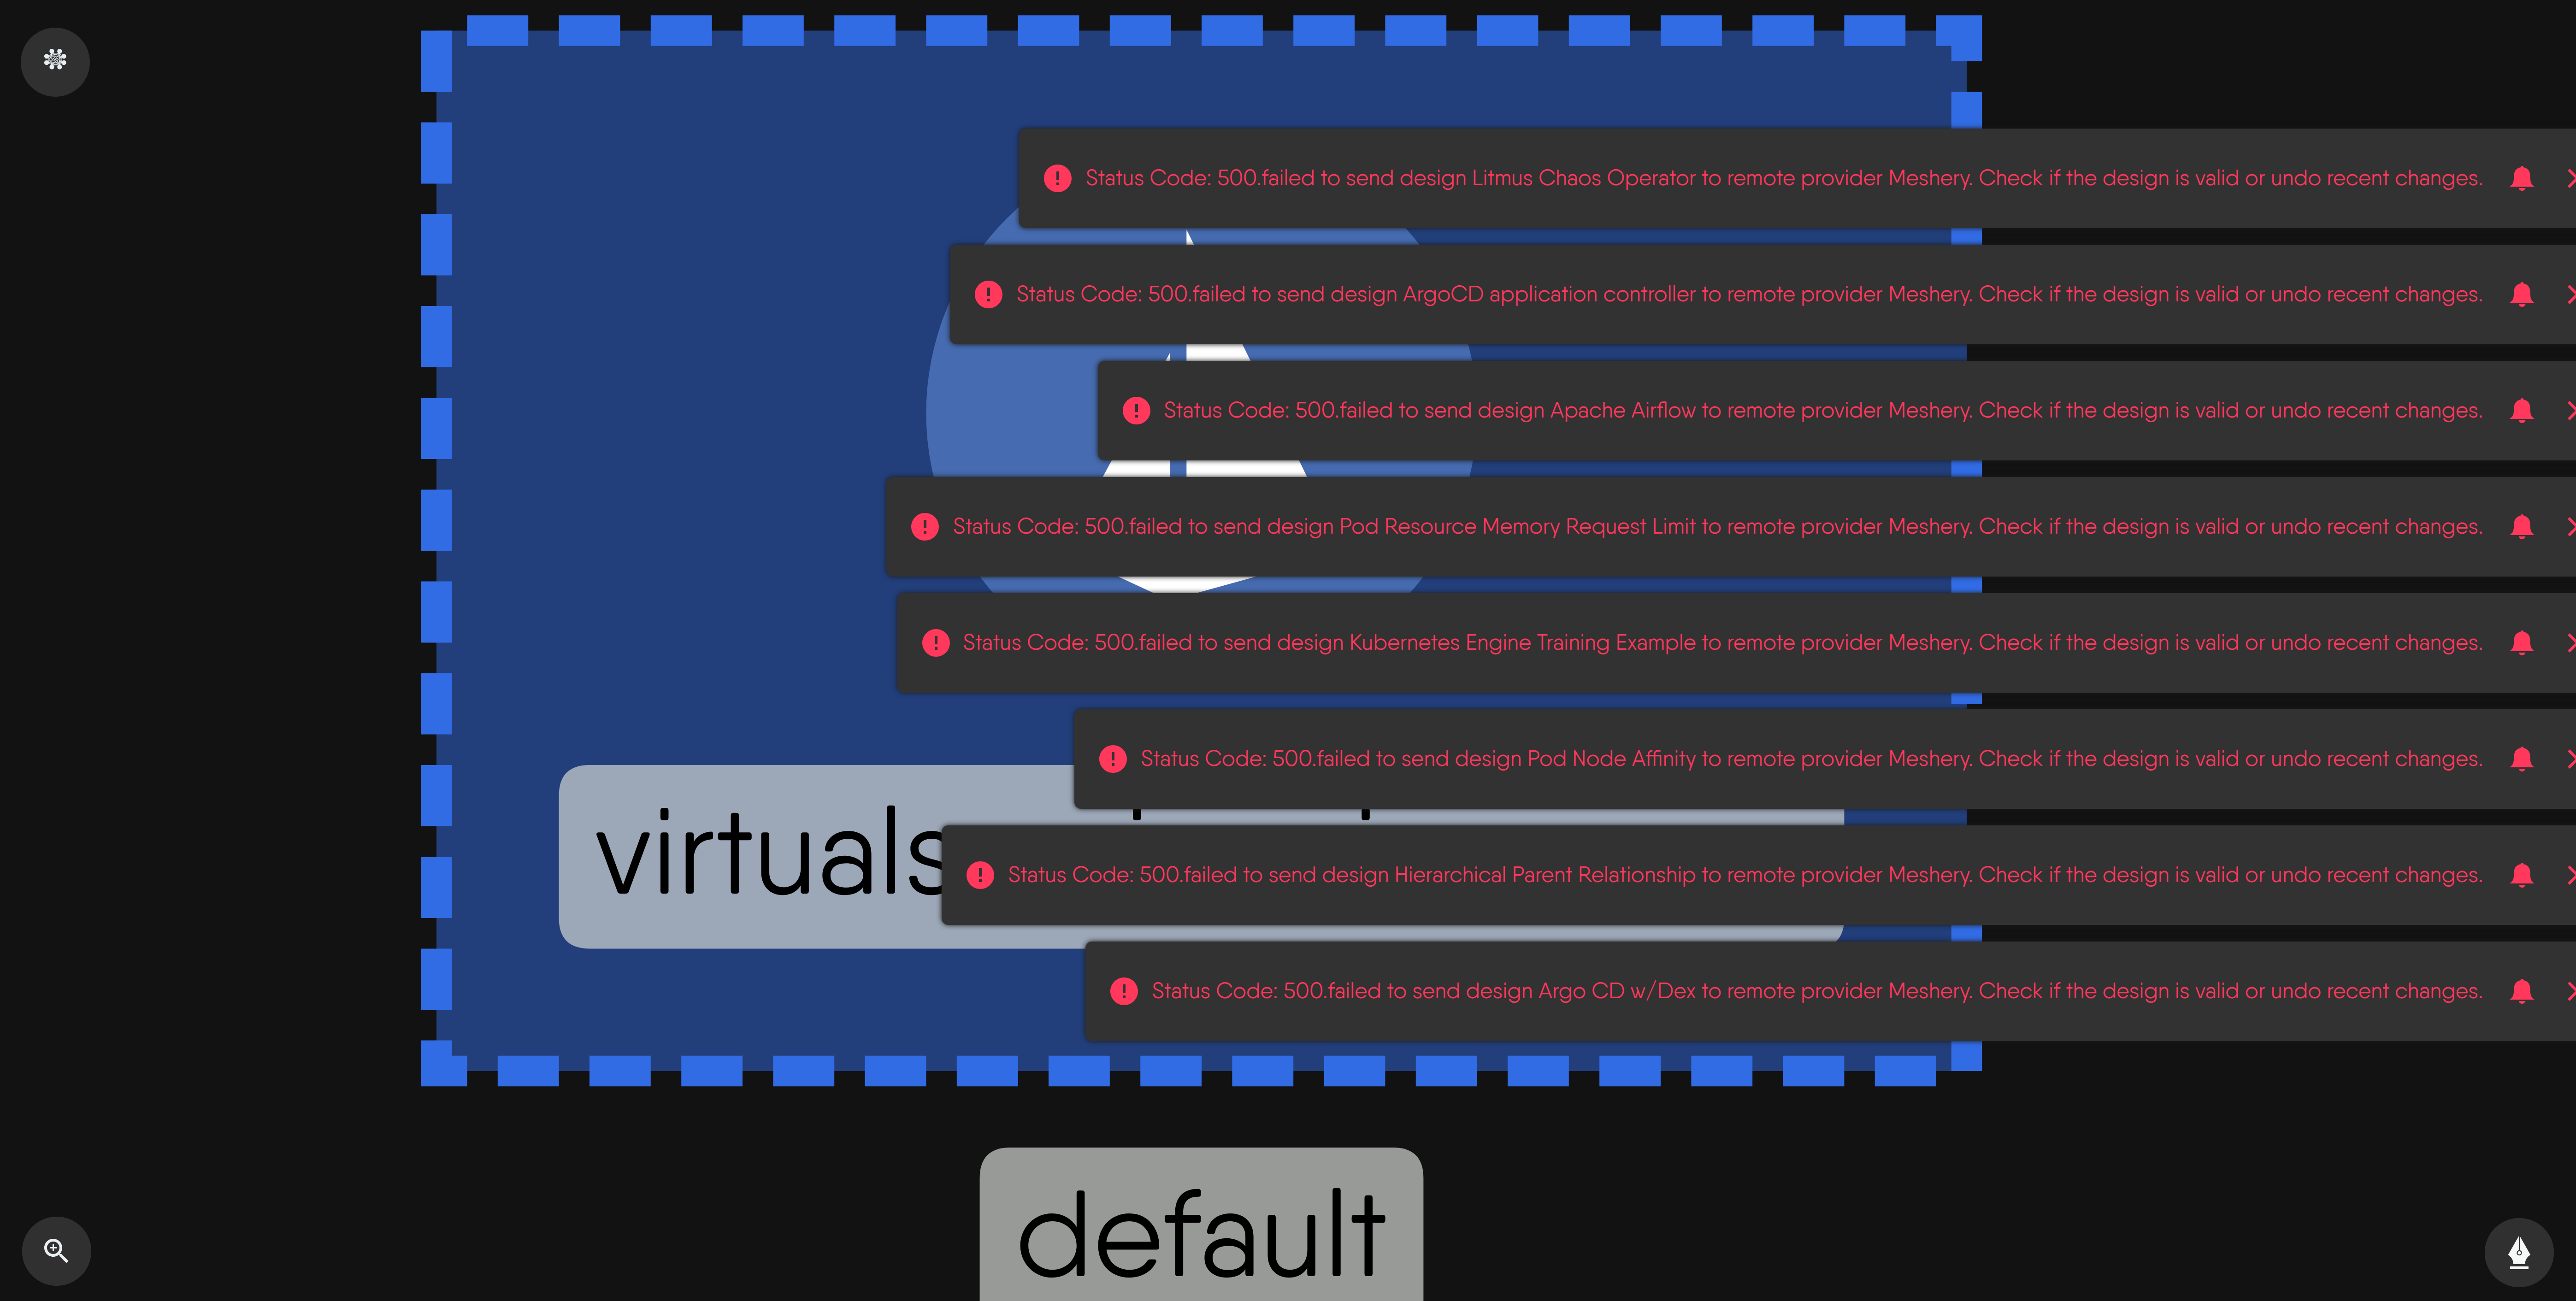 Status Code: 500.failed to send design Litmus Chaos Operator to remote provider Meshery. Check if the design is valid or undo recent changes.
Status Code: 500.failed to send design ArgoCD application controller to remote provider Meshery. Check if the design is valid or undo recent changes.
Status Code: 500.failed to send design Apache Airflow to remote provider Meshery. Check if the design is valid or undo recent changes.
Status Code: 500.failed to send design Pod Resource Memory Request Limit to remote provider Meshery. Check if the design is valid or undo recent changes.
Status Code: 500.failed to send design Kubernetes Engine Training Example to remote provider Meshery. Check if the design is valid or undo recent changes.
Status Code: 500.failed to send design Pod Node Affinity to remote provider Meshery. Check if the design is valid or undo recent changes.
Status Code: 500.failed to send design Hierarchical Parent Relationship to remote provider Meshery. Check if the design is valid or undo recent changes.
Status Code: 500.failed to send design Argo CD w/Dex to remote provider Meshery. Check if the design is valid or undo recent changes.
default